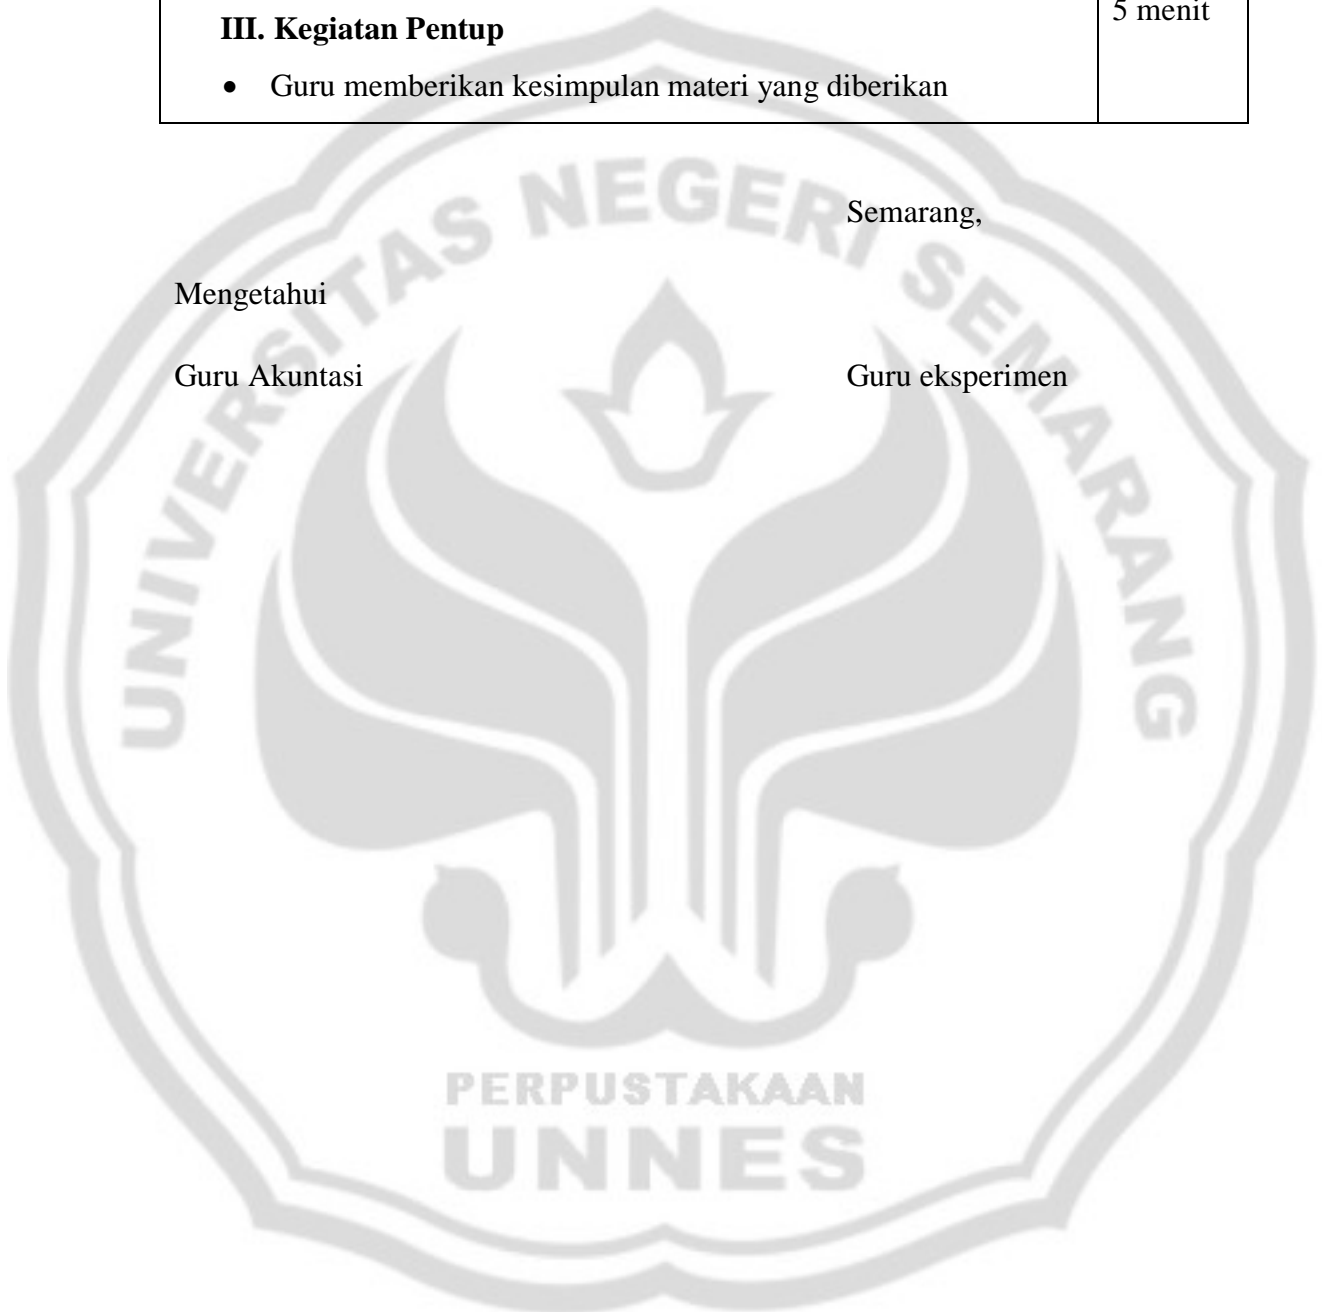 5 menit
III. Kegiatan Pentup
• Guru memberikan kesimpulan materi yang diberikan
Semarang,
Mengetahui
Guru Akuntasi Guru eksperimen
UNIVERSITAS NEGERI SEMARANG
PERPUSTAKAAN
UNNES